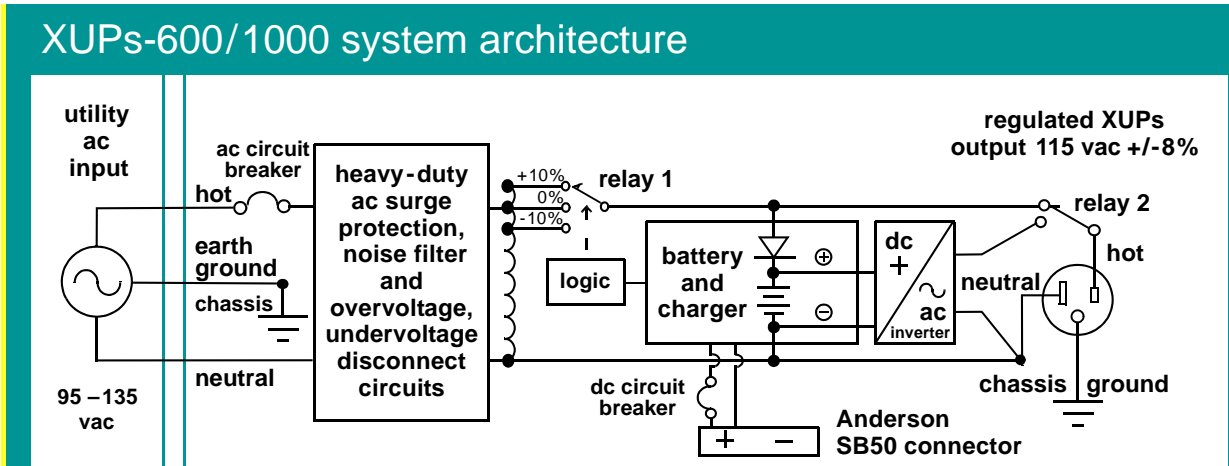 XUPs-600/1000 system architecture
utility
ac
input
95 –135
vac
hot
ac circuit
breaker
earth
ground
chassis
neutral
heavy-duty
ac surge
protection,
noise filter
and
overvoltage,
undervoltage
disconnect
circuits
+10%
0%
-10%
relay 1
logic
battery
and
charger
+
−
dc circuit
breaker
+ −
Anderson
SB50 connector
dc
+
ac
inverter
regulated XUPs
output 115 vac +/-8%
relay 2
hot
neutral
chassis ground